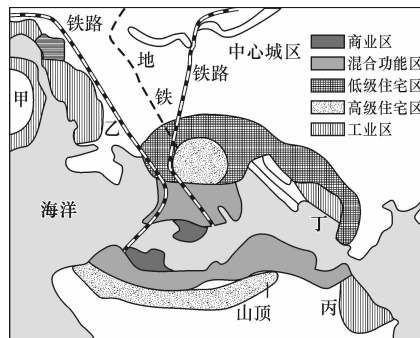 铁路
地
铁
中心城区
铁路
甲
乙
海洋
丁
丙
山顶
商业区
混合功能区
低级住宅区
高级住宅区
工业区